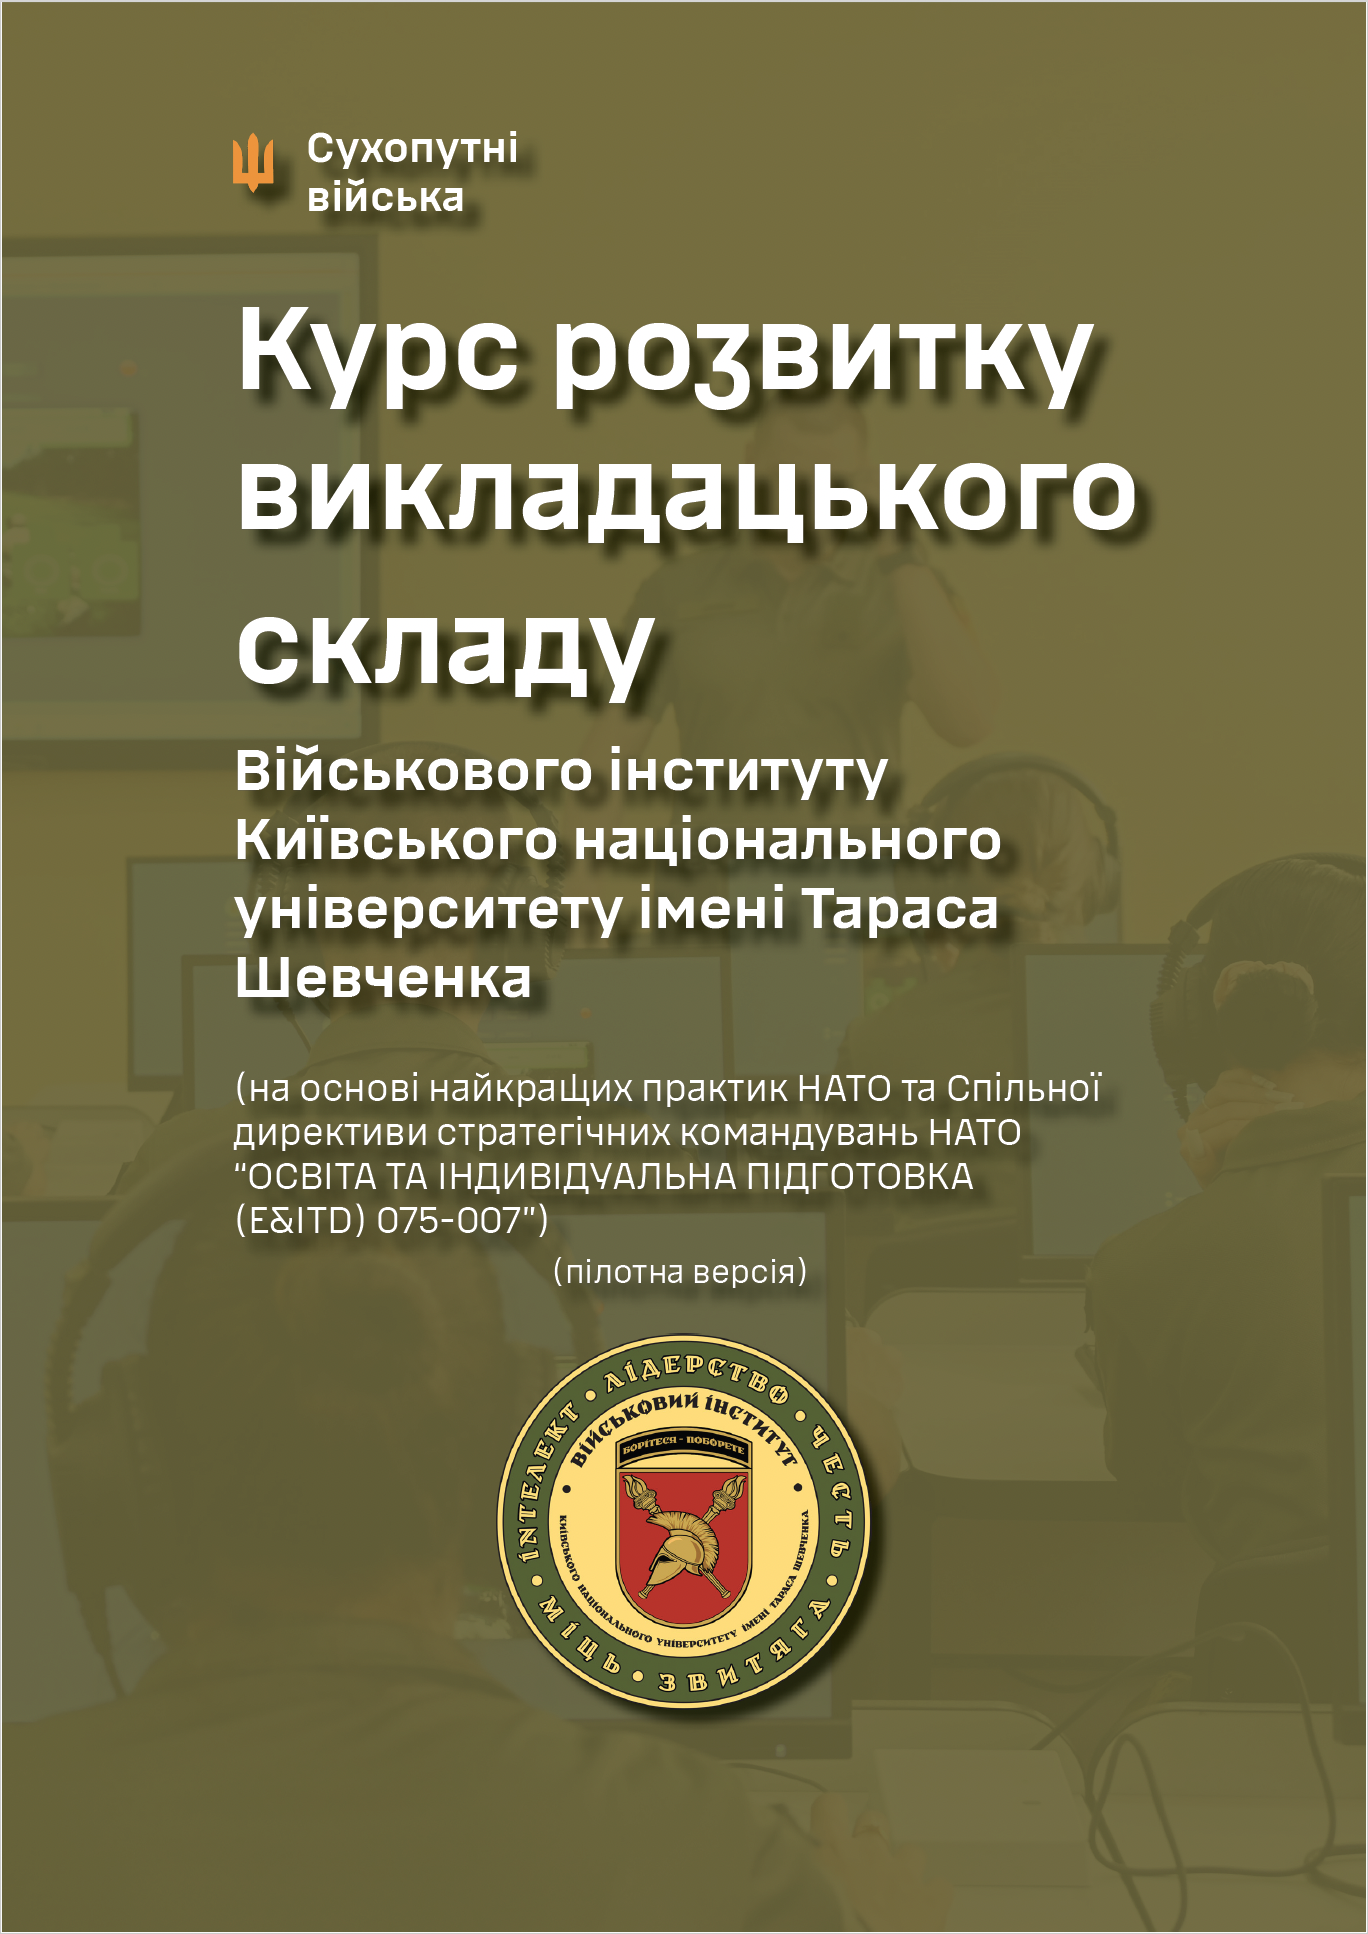 Сухопутні
війська
Курс розвитку
викладацького
складу
Військового інституту
Київського національного
університету імені Тараса
Шевченка
(на основі найкращих практик НАТО та Спільної
директиви стратегічних командувань НАТО
“ОСВІТА ТА ІНДИВІДУАЛЬНА ПІДГОТОВКА
(E&ITD) 075-007”)
(пілотна версія)
ІНТЕЛЕКТ • ЛІДЕРСТВО • ЧЕСТЬ • ЗВИТЯГА • МІЦЬ •
• ВІЙСЬКОВИЙ ІНСТИТУТ •
БОРІТЕСЯ - ПОБОРЕТЕ
КИЇВСЬКОГО НАЦІОНАЛЬНОГО УНІВЕРСИТЕТУ ІМЕНІ ТАРАСА ШЕВЧЕНКА